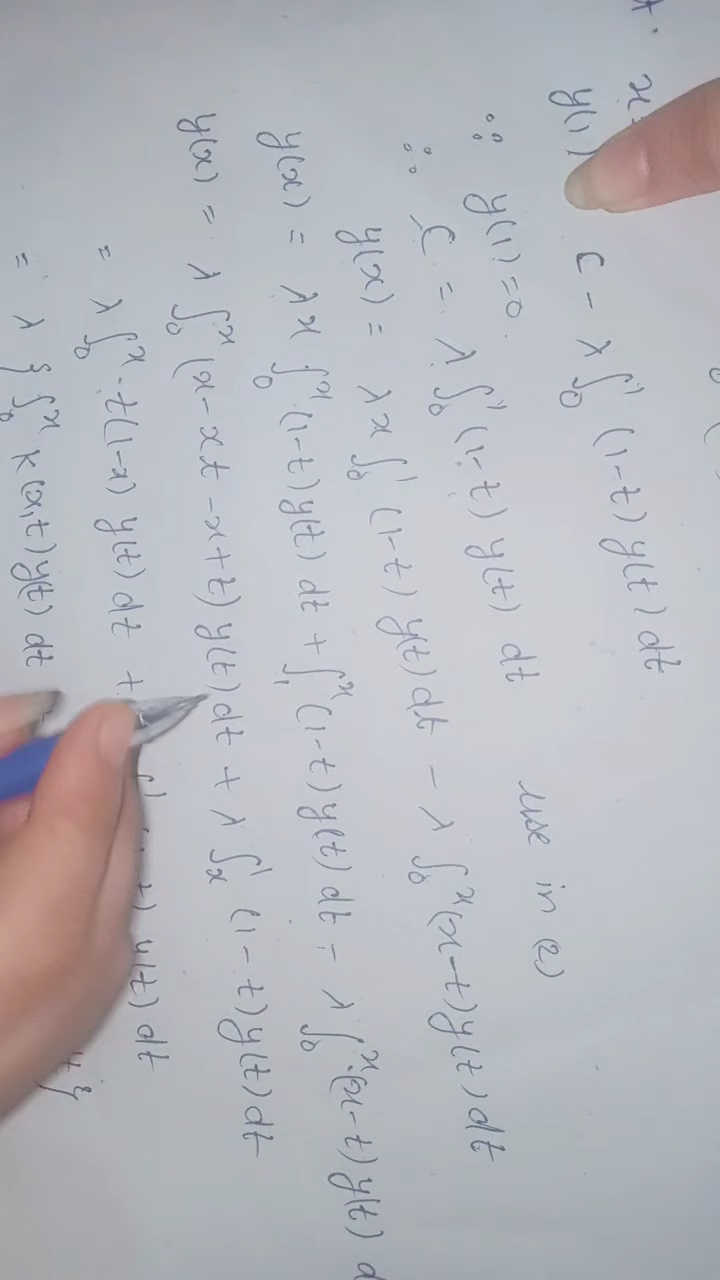 x =
y(1) C - λ∫₀¹ (1-t) y(t) dt
∵ y(1) = 0.
∴ C = λ∫₀¹ (1-t) y(t) dt use in (2)
y(x) = λx ∫₀¹ (1-t) y(t) dt - λ ∫₀ˣ (x-t) y(t) dt
y(x) = λx ∫₀ˣ (1-t) y(t) dt + ∫₁ˣ (1-t) y(t) dt - λ ∫₀ˣ (x-t) y(t) d
y(x) = λ ∫₀ˣ (x - xt - x + t) y(t) dt + λ ∫ₓ¹ (1-t) y(t) dt
= λ ∫₀ˣ t(1-x) y(t) dt + ∫¹ t) y(t) dt
= λ { ∫₀ˣ K(x,t) y(t) dt t}